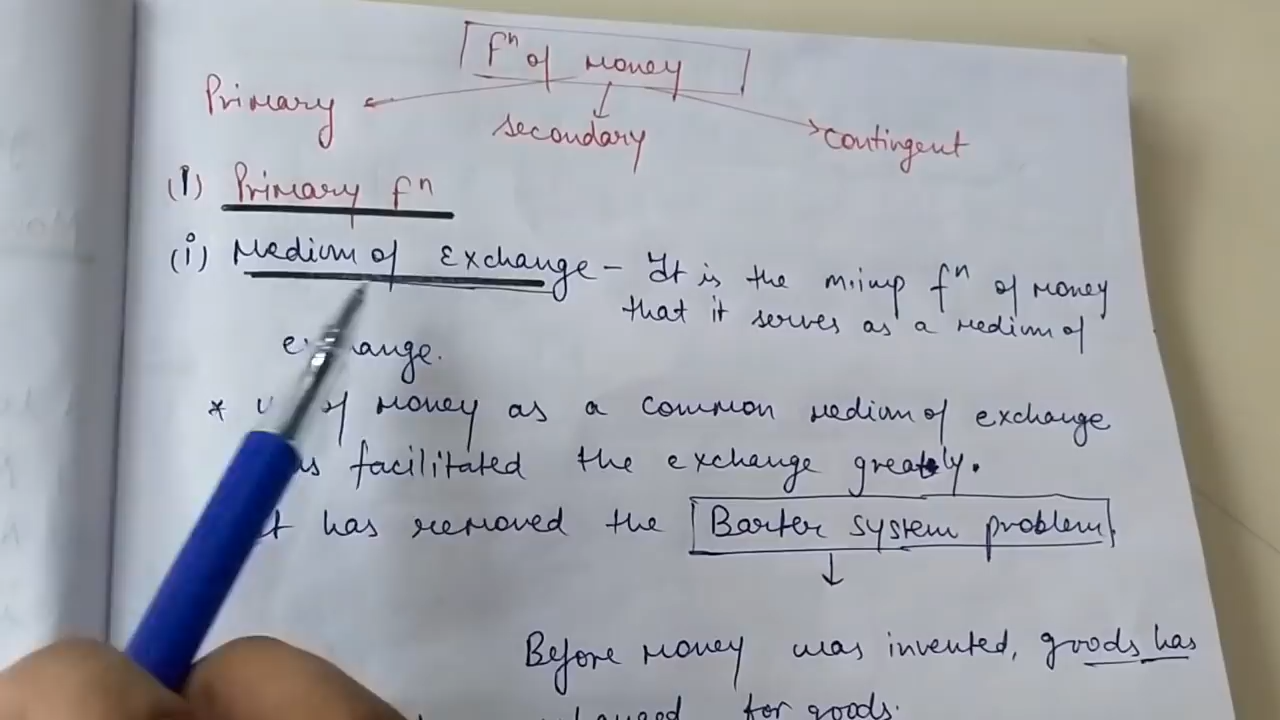 fⁿ of money
Primary
secondary
contingent
(1) Primary fⁿ
(i) Medium of Exchange - It is the m.imp fⁿ of money
that it serves as a medium of
exchange.
* of money as a common medium of exchange
facilitated the exchange greatly.
has removed the Barter system problem
Before money was invented, goods has
for goods.